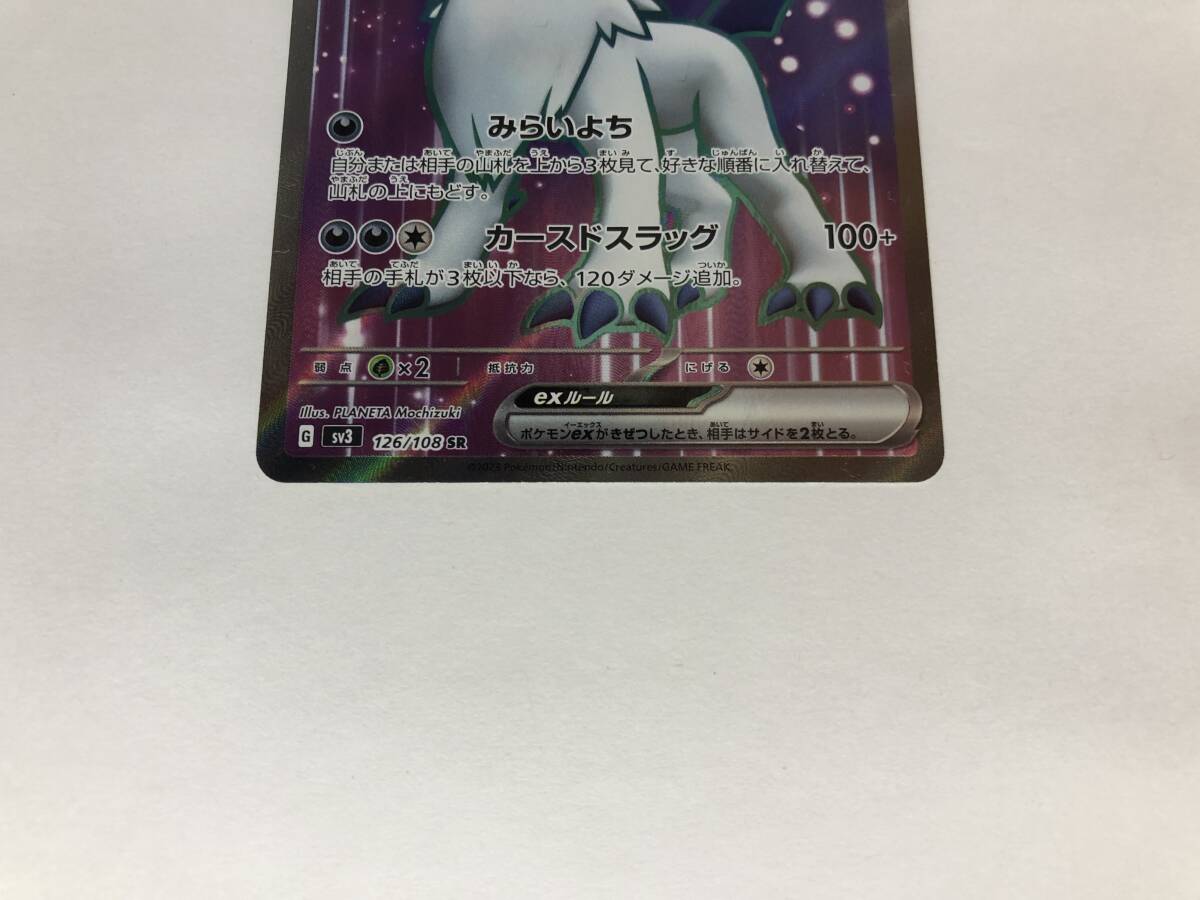 みらいよち
自分または相手の山札を上から3枚見て、好きな順番に入れ替えて、
山札の上にもどす。
カースドスラッグ 100+
相手の手札が3枚以下なら、120ダメージ追加。
弱点 ×2 抵抗力 にげる
exルール
ポケモンexがきぜつしたとき、相手はサイドを2枚とる。
Illus. PLANETA Mochizuki
G sv3 126/108 SR
©2023 Pokémon/Nintendo/Creatures/GAME FREAK